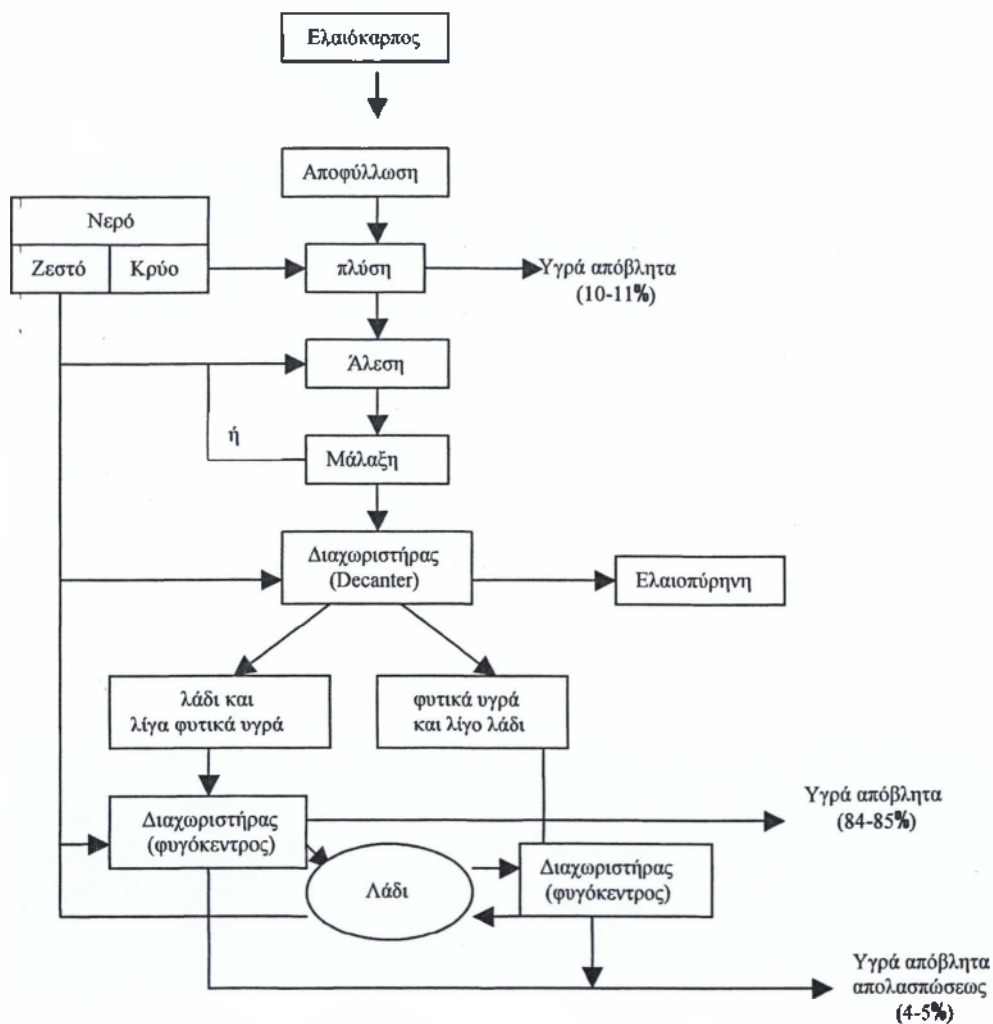 Ελαιόκαρπος
Αποφύλλωση
Νερό
Ζεστό
Κρύο
πλύση
Υγρά απόβλητα
(10-11%)
Άλεση
ή
Μάλαξη
Διαχωριστήρας
(Decanter)
Ελαιοπύρηνη
λάδι και
λίγα φυτικά υγρά
φυτικά υγρά
και λίγο λάδι
Διαχωριστήρας
(φυγόκεντρος)
Υγρά απόβλητα
(84-85%)
Λάδι
Διαχωριστήρας
(φυγόκεντρος)
Υγρά απόβλητα
απολασπώσεως
(4-5%)